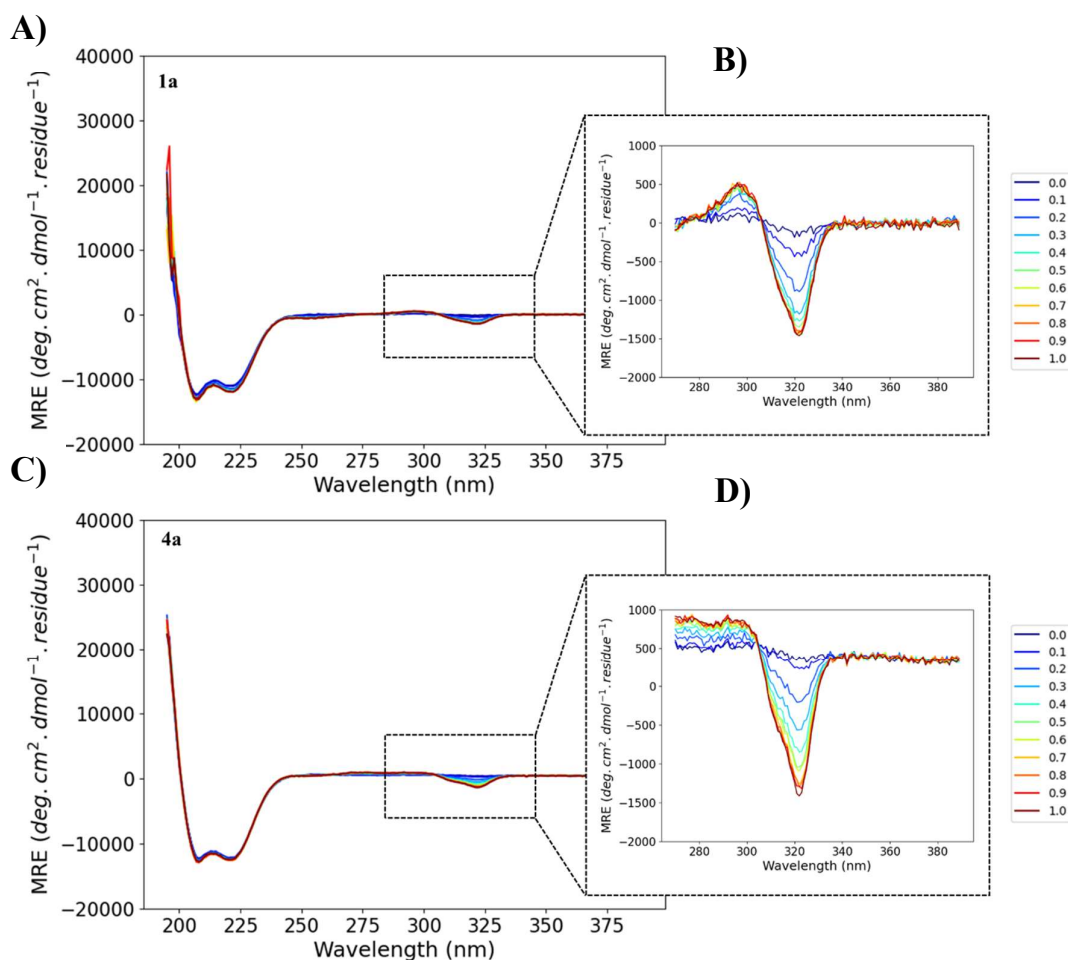 A)
40000
30000
20000
10000
0
−10000
−20000
MRE (deg. cm². dmol⁻¹. residue⁻¹)
1a
200 225 250 275 300 325 350 375
Wavelength (nm)
B)
1000
500
0
−500
−1000
−1500
−2000
MRE (deg. cm². dmol⁻¹. residue⁻¹)
280 300 320 340 360 380
Wavelength (nm)
0.0
0.1
0.2
0.3
0.4
0.5
0.6
0.7
0.8
0.9
1.0
C)
40000
30000
20000
10000
0
−10000
−20000
MRE (deg. cm². dmol⁻¹. residue⁻¹)
4a
200 225 250 275 300 325 350 375
Wavelength (nm)
D)
1000
500
0
−500
−1000
−1500
−2000
MRE (deg. cm². dmol⁻¹. residue⁻¹)
280 300 320 340 360 380
Wavelength (nm)
0.0
0.1
0.2
0.3
0.4
0.5
0.6
0.7
0.8
0.9
1.0